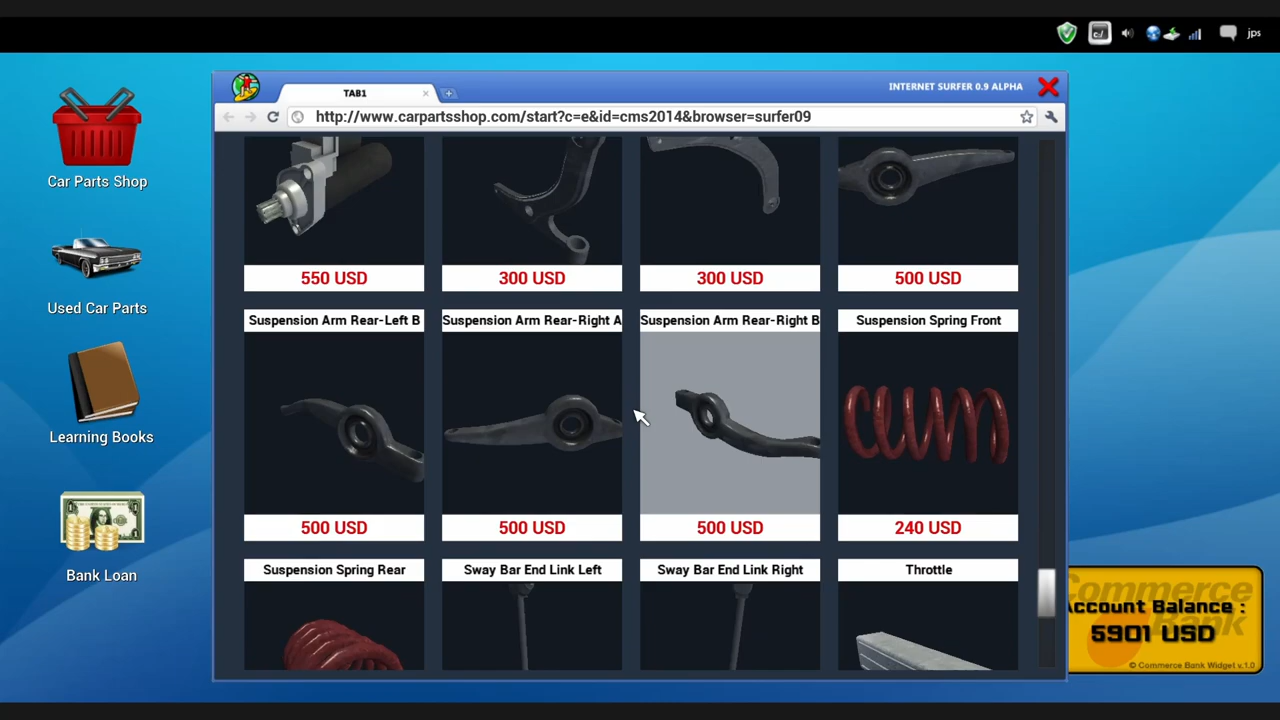 c:/
jps
TAB1
INTERNET SURFER 0.9 ALPHA
http://www.carpartsshop.com/start?c=e&id=cms2014&browser=surfer09
Car Parts Shop
Used Car Parts
Learning Books
Bank Loan
550 USD
300 USD
300 USD
500 USD
Suspension Arm Rear-Left B
Suspension Arm Rear-Right A
Suspension Arm Rear-Right B
Suspension Spring Front
500 USD
500 USD
500 USD
240 USD
Suspension Spring Rear
Sway Bar End Link Left
Sway Bar End Link Right
Throttle
Commerce
Bank
Account Balance :
5901 USD
© Commerce Bank Widget v.1.0